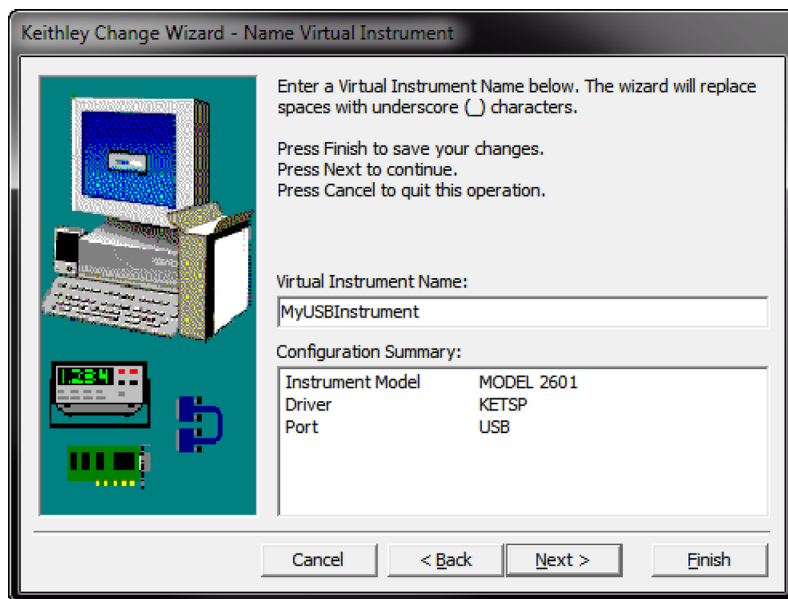 Keithley Change Wizard - Name Virtual Instrument
Enter a Virtual Instrument Name below. The wizard will replace
spaces with underscore (_) characters.
Press Finish to save your changes.
Press Next to continue.
Press Cancel to quit this operation.
1.234
Virtual Instrument Name:
MyUSBInstrument
Configuration Summary:
Instrument Model MODEL 2601
Driver KETSP
Port USB
Cancel < Back Next > Finish